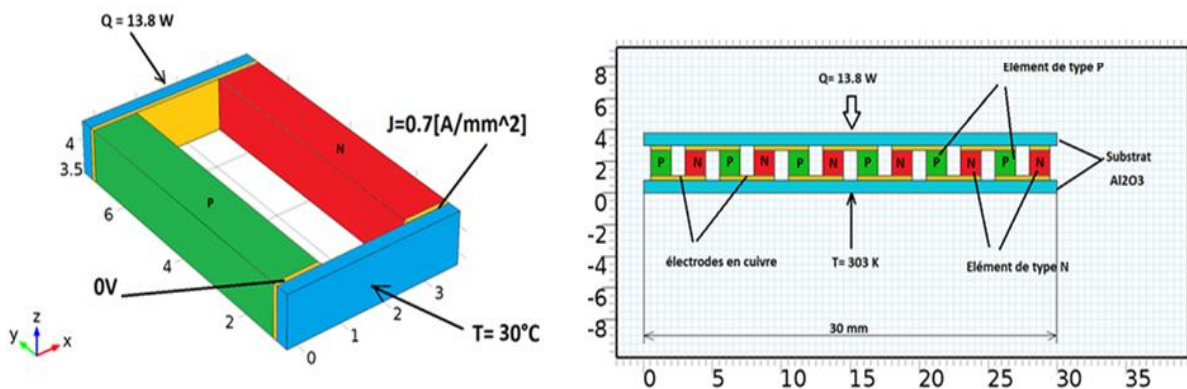 Q = 13.8 W
J=0.7[A/mm^2]
N
P
4
3.5
6
4
2
0V
3
2
1
0
T= 30°C
z
y
x
8
6
4
2
0
-2
-4
-6
-8
Q= 13.8 W
Elément de type P
P N P N P N P N P N P N
Substrat
Al2O3
électrodes en cuivre
T= 303 K
Elément de type N
30 mm
0 5 10 15 20 25 30 35